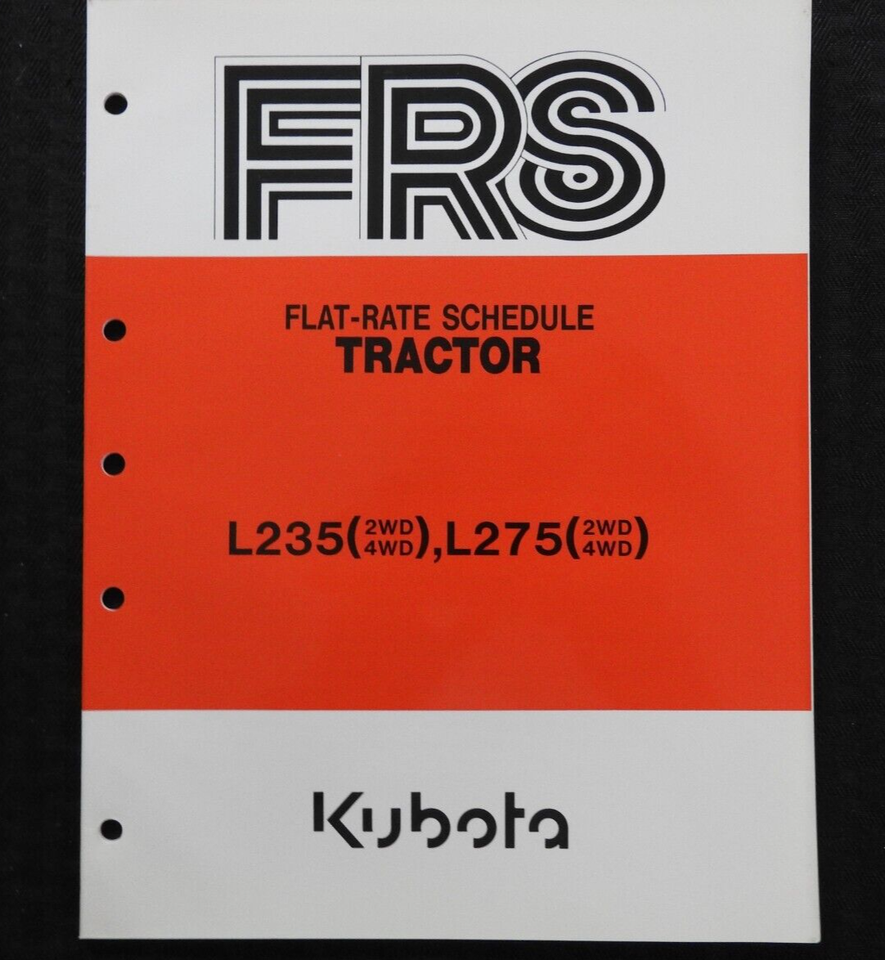 FRS
FLAT-RATE SCHEDULE
TRACTOR
L235(2WD 4WD),L275(2WD 4WD)
Kubota